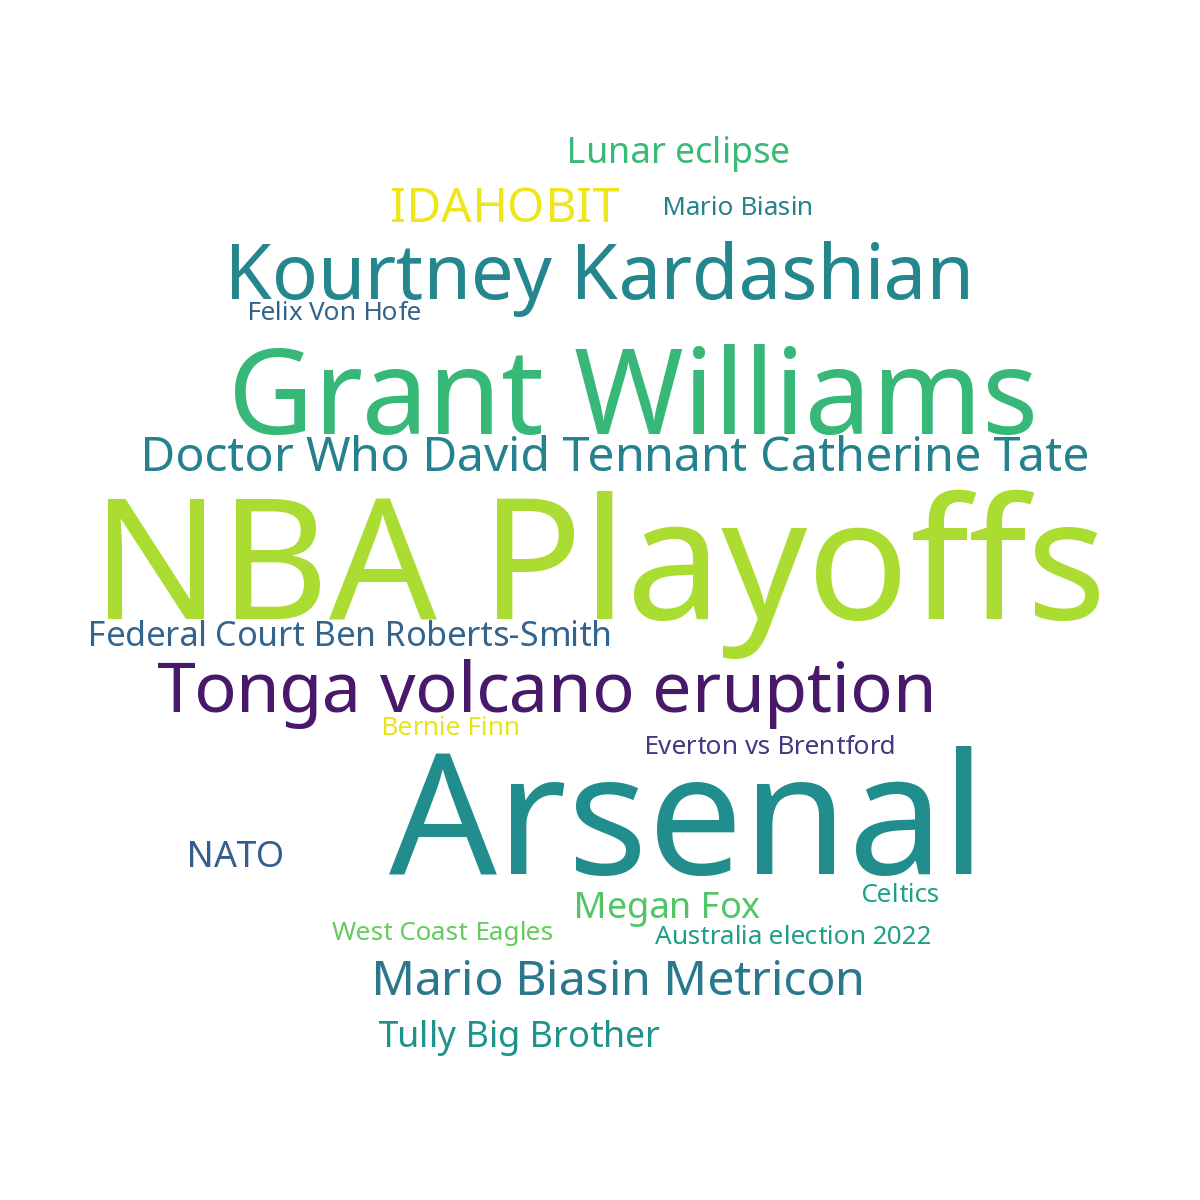 Lunar eclipse
IDAHOBIT
Mario Biasin
Kourtney Kardashian
Felix Von Hofe
Grant Williams
Doctor Who David Tennant Catherine Tate
NBA Playoffs
Federal Court Ben Roberts-Smith
Tonga volcano eruption
Bernie Finn
Everton vs Brentford
Arsenal
NATO
Celtics
Megan Fox
West Coast Eagles
Australia election 2022
Mario Biasin Metricon
Tully Big Brother